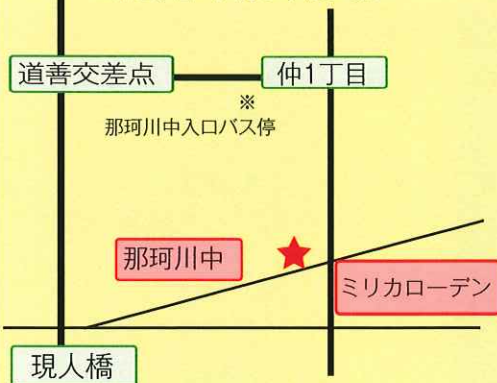 道善交差点
仲1丁目
※
那珂川中入口バス停
那珂川中
ミリカローデン
現人橋